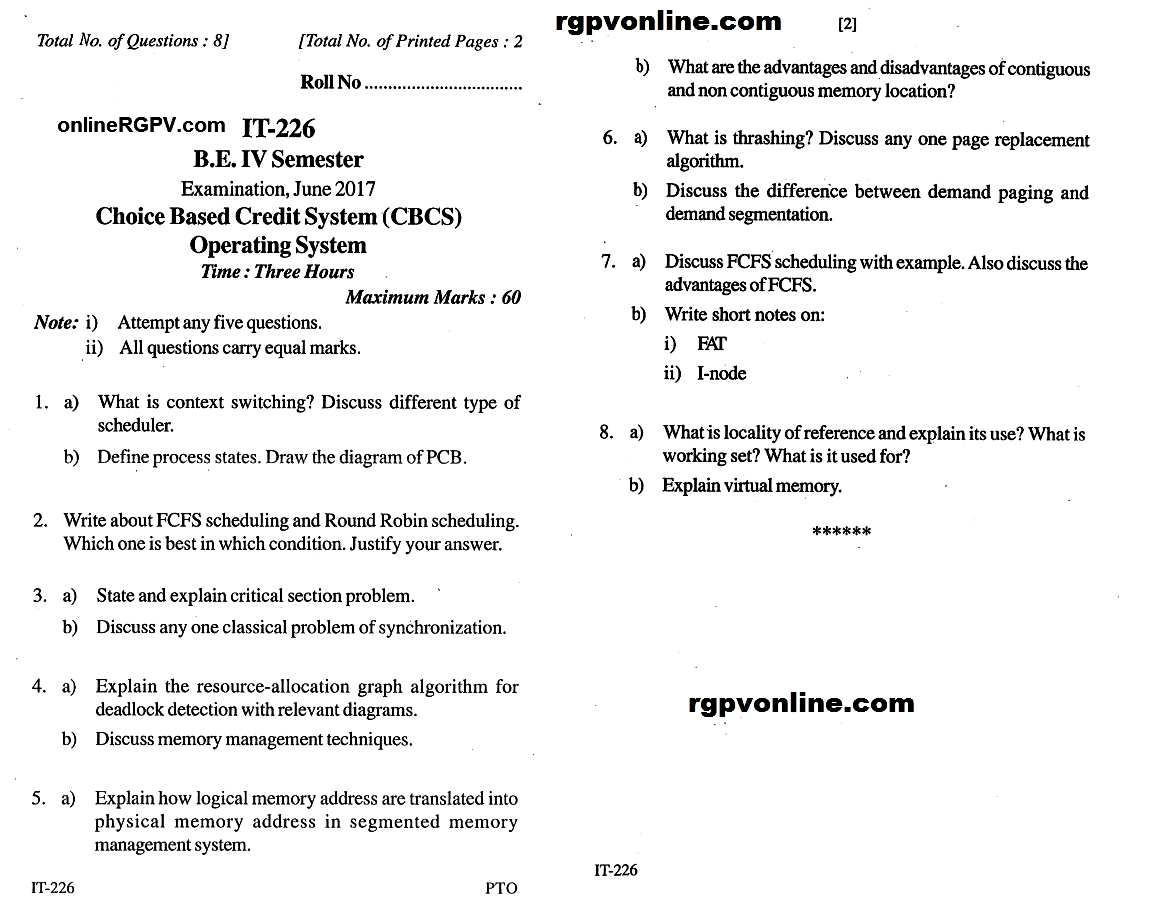 Total No. of Questions : 8] [Total No. of Printed Pages : 2
Roll No ..................................
onlineRGPV.com IT-226
B.E. IV Semester
Examination, June 2017
Choice Based Credit System (CBCS)
Operating System
Time : Three Hours
Maximum Marks : 60
Note: i) Attempt any five questions.
ii) All questions carry equal marks.
1. a) What is context switching? Discuss different type of
scheduler.
b) Define process states. Draw the diagram of PCB.
2. Write about FCFS scheduling and Round Robin scheduling.
Which one is best in which condition. Justify your answer.
3. a) State and explain critical section problem.
b) Discuss any one classical problem of synchronization.
4. a) Explain the resource-allocation graph algorithm for
deadlock detection with relevant diagrams.
b) Discuss memory management techniques.
5. a) Explain how logical memory address are translated into
physical memory address in segmented memory
management system.
IT-226 PTO
rgpvonline.com [2]
b) What are the advantages and disadvantages of contiguous
and non contiguous memory location?
6. a) What is thrashing? Discuss any one page replacement
algorithm.
b) Discuss the difference between demand paging and
demand segmentation.
7. a) Discuss FCFS scheduling with example. Also discuss the
advantages of FCFS.
b) Write short notes on:
i) FAT
ii) I-node
8. a) What is locality of reference and explain its use? What is
working set? What is it used for?
b) Explain virtual memory.
******
rgpvonline.com
IT-226